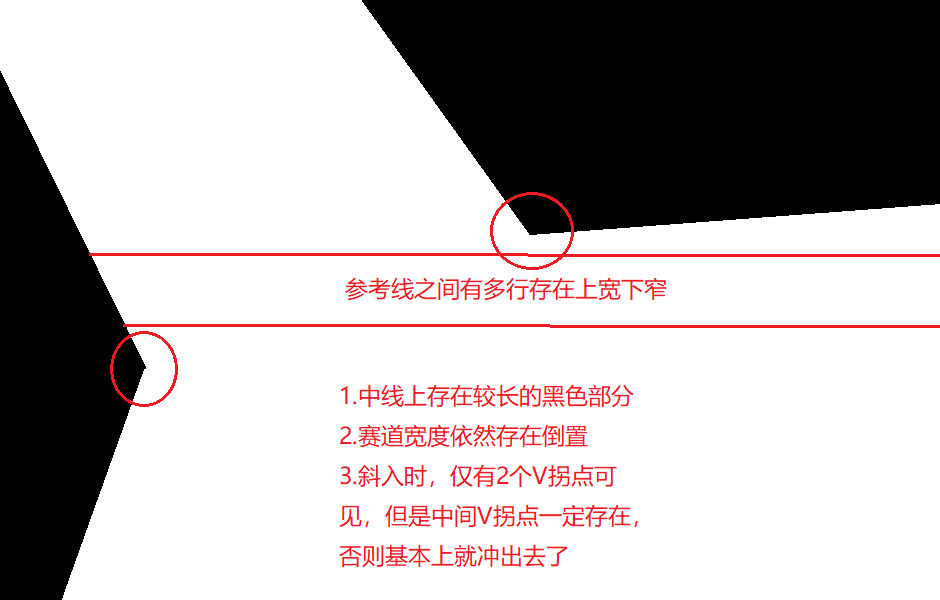 参考线之间有多行存在上宽下窄
1.中线上存在较长的黑色部分
2.赛道宽度依然存在倒置
3.斜入时，仅有2个V拐点可
见，但是中间V拐点一定存在，
否则基本上就冲出去了